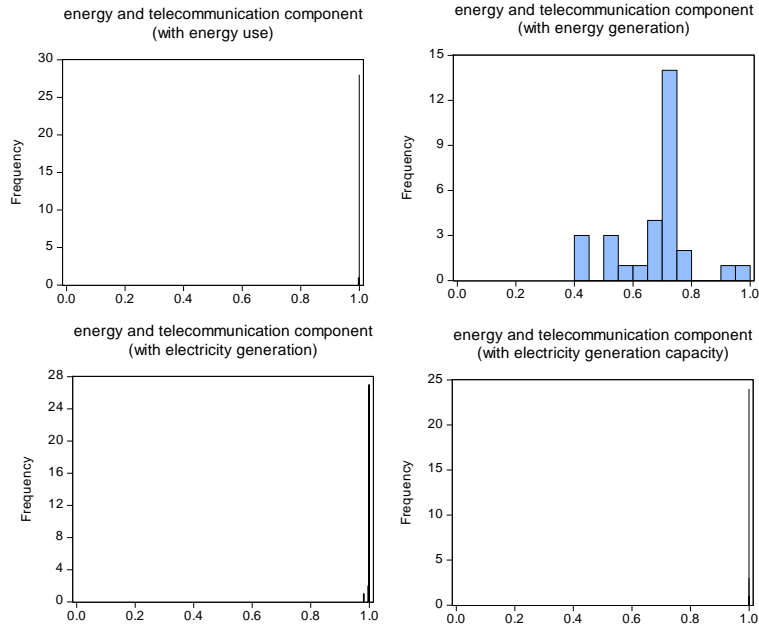 energy and telecommunication component
(with energy use)
30
25
20
15
10
5
0
Frequency
0.0 0.2 0.4 0.6 0.8 1.0
energy and telecommunication component
(with energy generation)
15
12
9
6
3
0
Frequency
0.0 0.2 0.4 0.6 0.8 1.0
energy and telecommunication component
(with electricity generation)
28
24
20
16
12
8
4
0
Frequency
0.0 0.2 0.4 0.6 0.8 1.0
energy and telecommunication component
(with electricity generation capacity)
25
20
15
10
5
0
Frequency
0.0 0.2 0.4 0.6 0.8 1.0